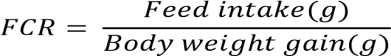 FCR = Feed intake(g)
Body weight gain(g)